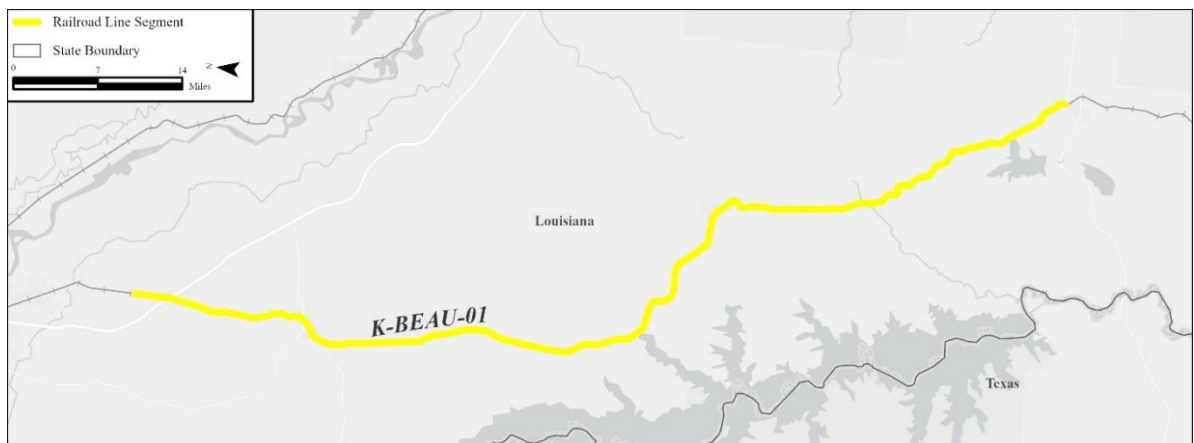 Railroad Line Segment
State Boundary
0 7 14
N
Miles
Louisiana
K-BEAU-01
Texas